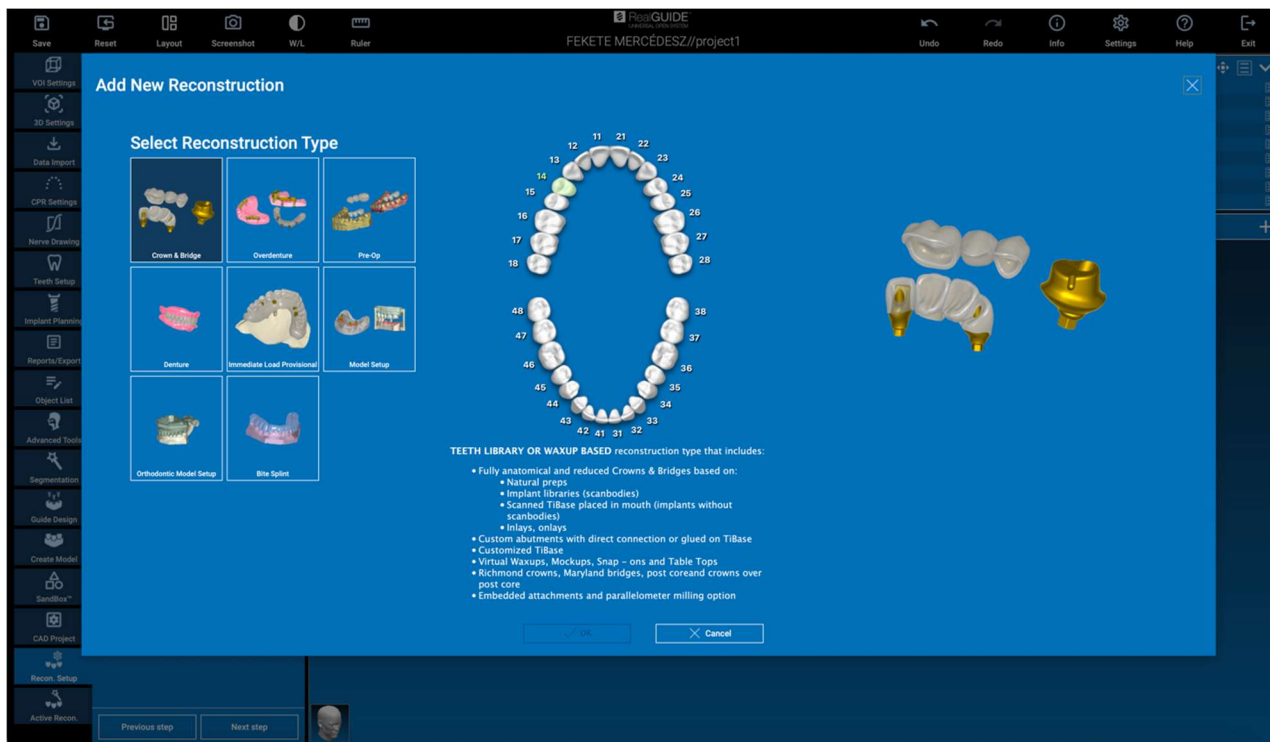 RealGUIDE™
UNIVERSAL OPEN SYSTEM
Save
Reset
Layout
Screenshot
W/L
Ruler
FEKETE MERCÉDESZ//project1
Undo
Redo
Info
Settings
Help
Exit
VOI Settings
3D Settings
Data Import
CPR Settings
Nerve Drawing
Teeth Setup
Implant Planning
Reports/Export
Object List
Advanced Tools
Segmentation
Guide Design
Create Model
SandBox™
CAD Project
Recon. Setup
Active Recon.
Add New Reconstruction
Select Reconstruction Type
Crown & Bridge
Overdenture
Pre-Op
Denture
Immediate Load Provisional
Model Setup
Orthodontic Model Setup
Bite Splint
11 21
12 22
13 23
14 24
15 25
16 26
17 27
18 28
48 38
47 37
46 36
45 35
44 34
43 33
42 41 31 32
TEETH LIBRARY OR WAXUP BASED reconstruction type that includes:
• Fully anatomical and reduced Crowns & Bridges based on:
• Natural preps
• Implant libraries (scanbodies)
• Scanned TiBase placed in mouth (implants without
scanbodies)
• Inlays, onlays
• Custom abutments with direct connection or glued on TiBase
• Customized TiBase
• Virtual Waxups, Mockups, Snap – ons and Table Tops
• Richmond crowns, Maryland bridges, post coreand crowns over
post core
• Embedded attachments and parallelometer milling option
OK
Cancel
Previous step
Next step